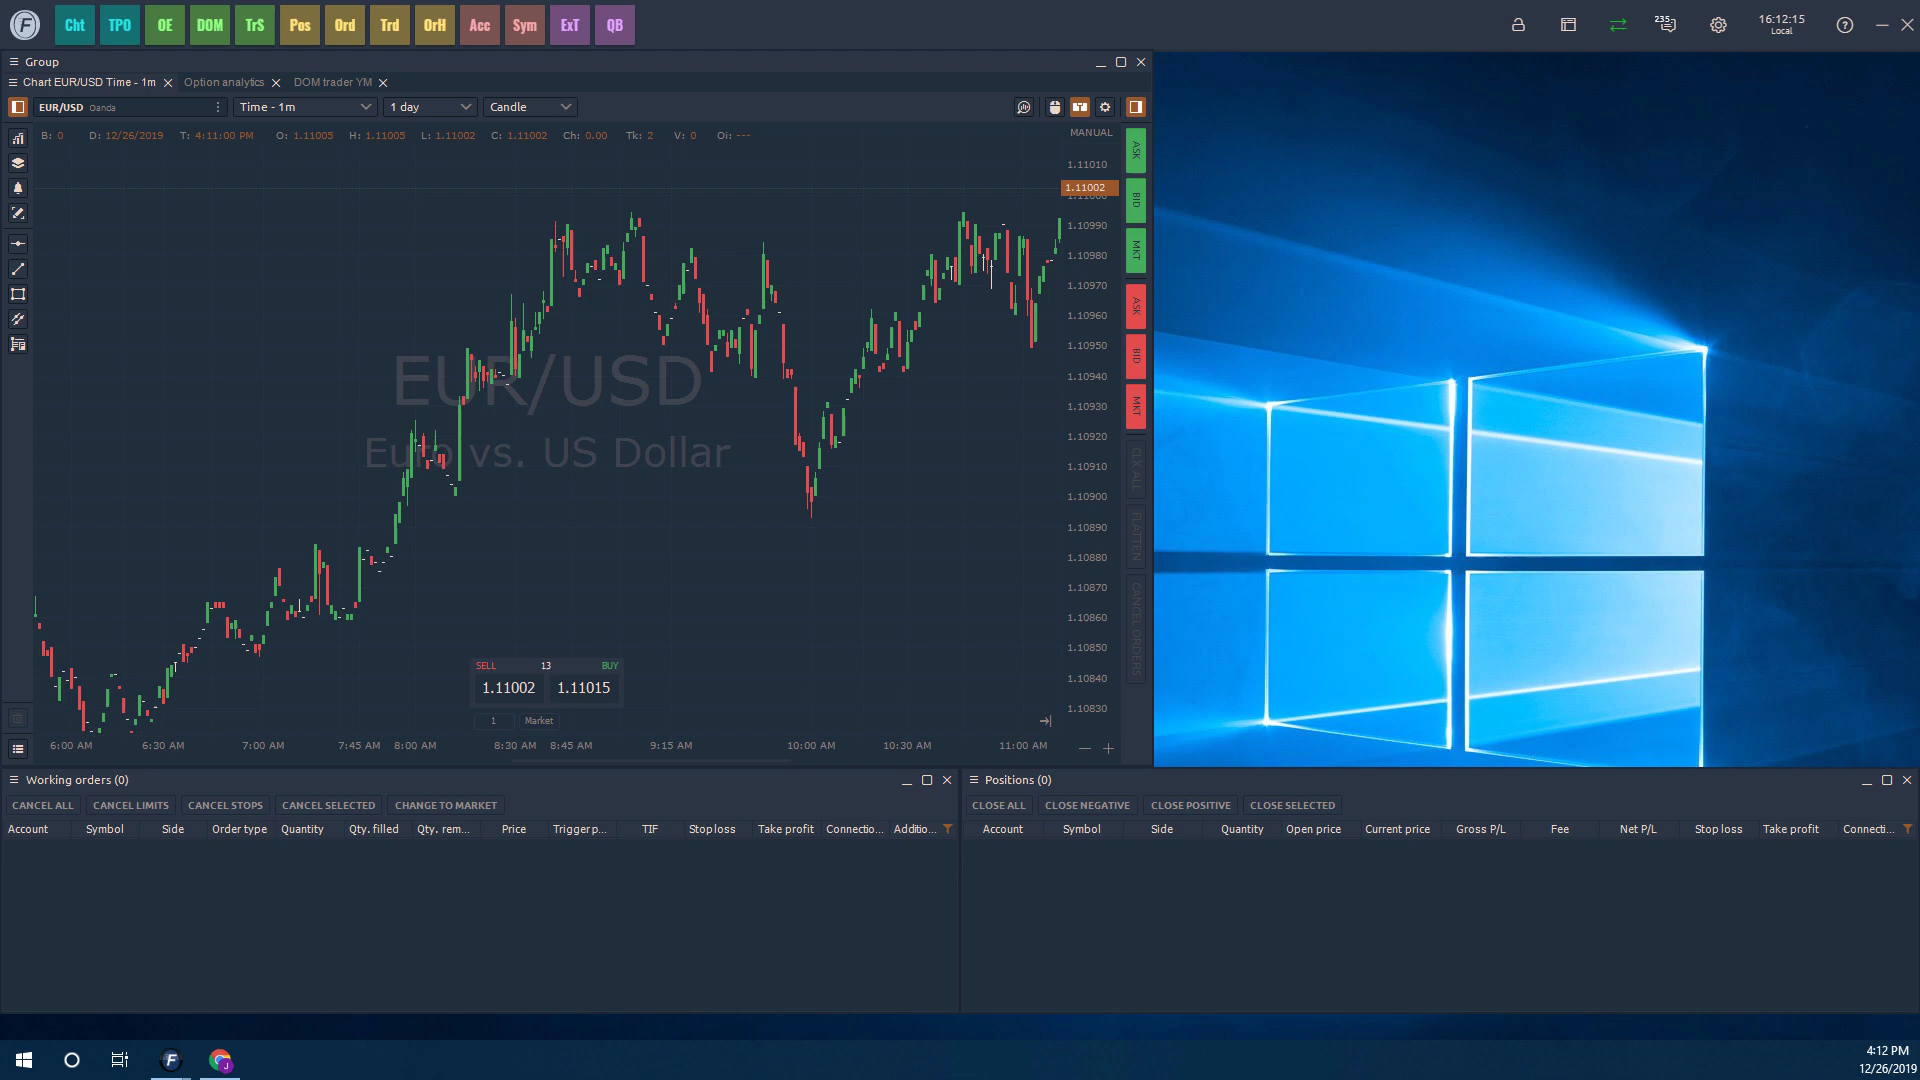 F Cht TPO OE DOM TrS Pos Ord Trd OrH Acc Sym ExT QB 235 16:12:15
Local
Group
Chart EUR/USD Time - 1m Option analytics DOM trader YM
EUR/USD Oanda Time - 1m 1 day Candle
B: 0 D: 12/26/2019 T: 4:11:00 PM O: 1.11005 H: 1.11005 L: 1.11002 C: 1.11002 Ch: 0.00 Tk: 2 V: 0 Oi: ---
MANUAL
1.11010
1.11002
1.11000
1.10990
1.10980
1.10970
1.10960
1.10950
1.10940
1.10930
1.10920
1.10910
1.10900
1.10890
1.10880
1.10870
1.10860
1.10850
1.10840
1.10830
ASK
BID
MKT
ASK
BID
MKT
CLX ALL
FLATTEN
CANCEL ORDERS
EUR/USD
Euro vs. US Dollar
SELL 13 BUY
1.11002 1.11015
1 Market
6:00 AM 6:30 AM 7:00 AM 7:45 AM 8:00 AM 8:30 AM 8:45 AM 9:15 AM 10:00 AM 10:30 AM 11:00 AM
Working orders (0)
CANCEL ALL CANCEL LIMITS CANCEL STOPS CANCEL SELECTED CHANGE TO MARKET
Account Symbol Side Order type Quantity Qty. filled Qty. rem... Price Trigger p... TIF Stop loss Take profit Connectio... Additio...
Positions (0)
CLOSE ALL CLOSE NEGATIVE CLOSE POSITIVE CLOSE SELECTED
Account Symbol Side Quantity Open price Current price Gross P/L Fee Net P/L Stop loss Take profit Connecti...
F J 4:12 PM
12/26/2019